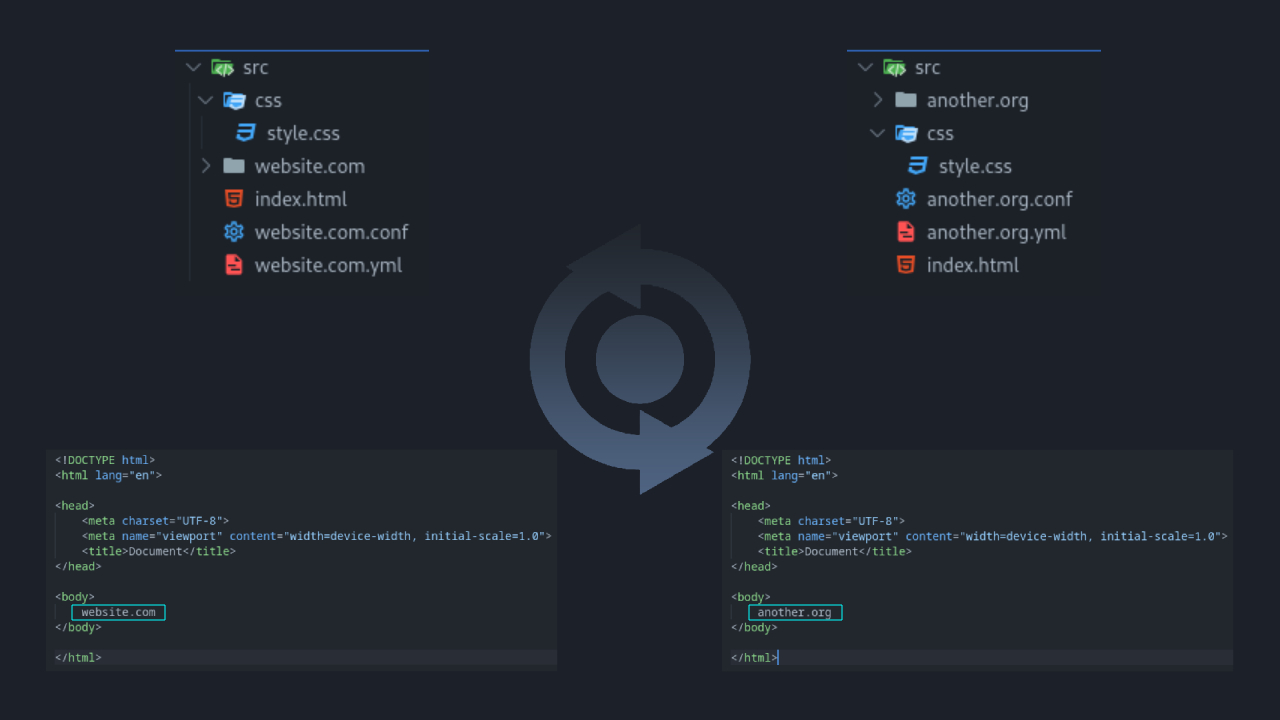 src
css
style.css
website.com
index.html
website.com.conf
website.com.yml
src
another.org
css
style.css
another.org.conf
another.org.yml
index.html
<!DOCTYPE html>
<html lang="en">
<head>
<meta charset="UTF-8">
<meta name="viewport" content="width=device-width, initial-scale=1.0">
<title>Document</title>
</head>
<body>
website.com
</body>
</html>
<!DOCTYPE html>
<html lang="en">
<head>
<meta charset="UTF-8">
<meta name="viewport" content="width=device-width, initial-scale=1.0">
<title>Document</title>
</head>
<body>
another.org
</body>
</html>